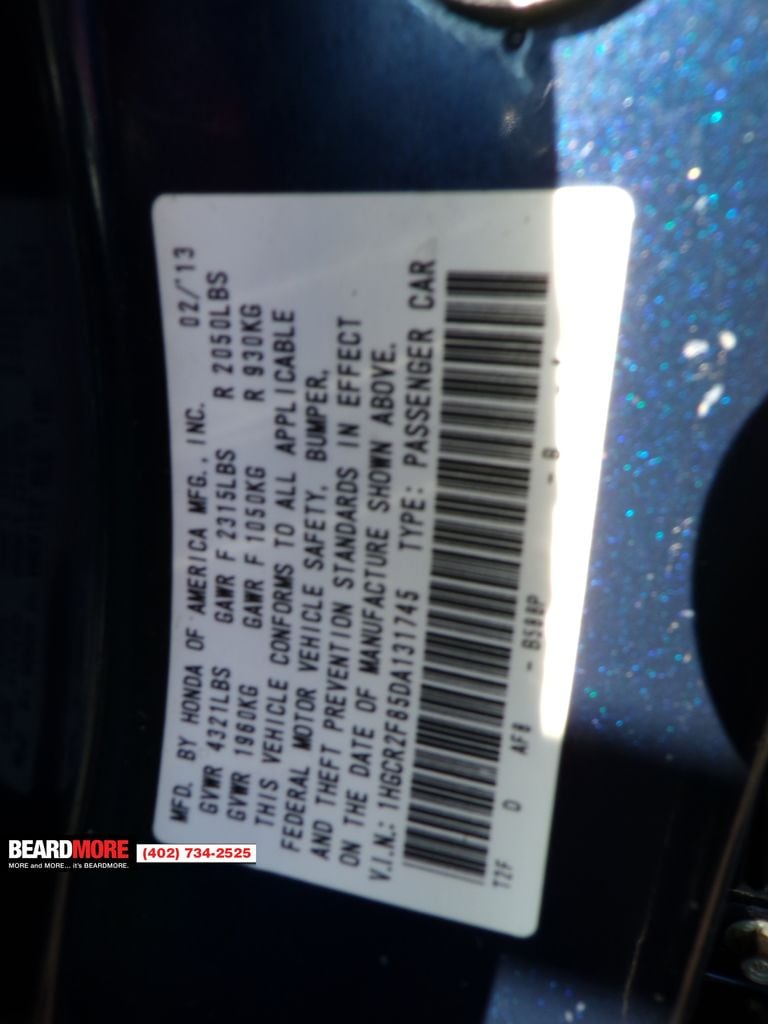 MFD. BY HONDA OF AMERICA MFG., INC. 02/'13
GVWR 4321LBS GAWR F 2315LBS R 2050LBS
GVWR 1960KG GAWR F 1050KG R 930KG
THIS VEHICLE CONFORMS TO ALL APPLICABLE
FEDERAL MOTOR VEHICLE SAFETY, BUMPER,
AND THEFT PREVENTION STANDARDS IN EFFECT
ON THE DATE OF MANUFACTURE SHOWN ABOVE.
V.I.N.: 1HGCR2F85DA131745 TYPE: PASSENGER CAR
T2F D AF8 - B588P - B
BEARDMORE (402) 734-2525
MORE and MORE... it's BEARDMORE.